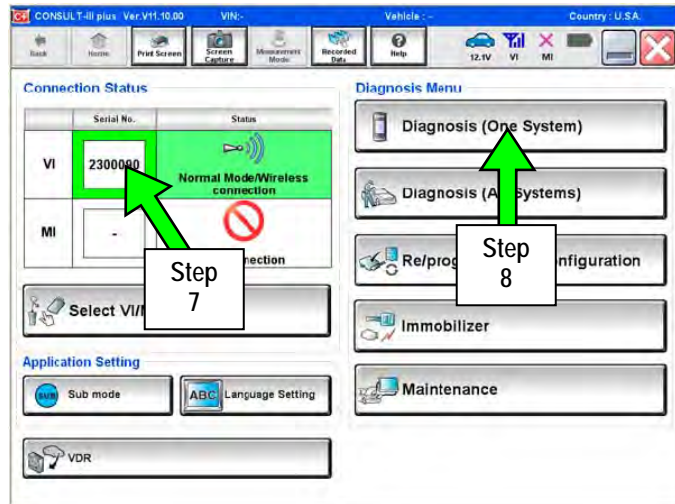 C+ CONSULT-III plus Ver.V11.10.00 VIN:- Vehicle : - Country : U.S.A.
Back Home Print Screen Screen Capture Measurement Mode Recorded Data Help 12.1V VI MI
Connection Status
Serial No. Status
VI 2300090 Normal Mode/Wireless connection
MI -
Step 7
Select VI/
Application Setting
SUB Sub mode
ABC Language Setting
VDR
Diagnosis Menu
Diagnosis (One System)
Diagnosis (A Systems)
Step 8
Re/prog nfiguration
Immobilizer
Maintenance